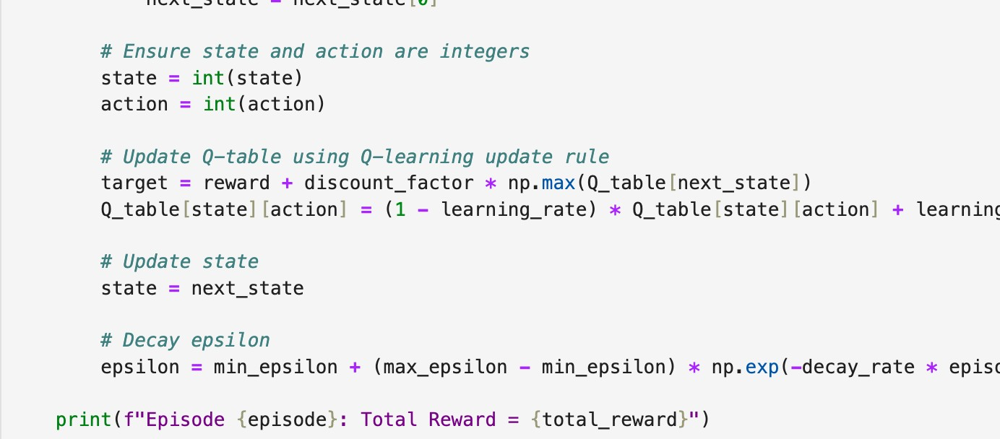 next_state = next_state[0]
# Ensure state and action are integers
state = int(state)
action = int(action)
# Update Q-table using Q-learning update rule
target = reward + discount_factor * np.max(Q_table[next_state])
Q_table[state][action] = (1 - learning_rate) * Q_table[state][action] + learning
# Update state
state = next_state
# Decay epsilon
epsilon = min_epsilon + (max_epsilon - min_epsilon) * np.exp(-decay_rate * episo
print(f"Episode {episode}: Total Reward = {total_reward}")